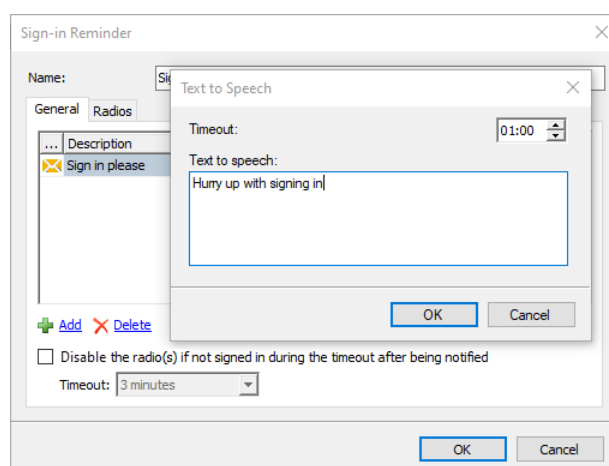 Sign-in Reminder
Name:
Text to Speech
General
Radios
Timeout:
01:00
... Description
Text to speech:
Sign in please
Hurry up with signing in
OK
Cancel
Add
Delete
Disable the radio(s) if not signed in during the timeout after being notified
Timeout:
3 minutes
OK
Cancel